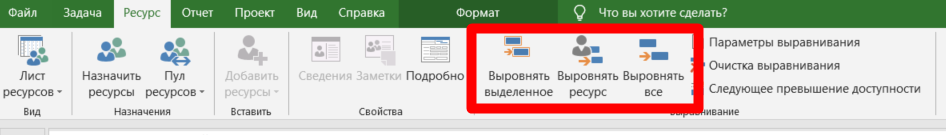 Файл Задача Ресурс Отчет Проект Вид Справка Формат Что вы хотите сделать?
Лист ресурсов
Назначить ресурсы
Пул ресурсов
Добавить ресурсы
Сведения
Заметки
Подробно
Выровнять выделенное
Выровнять ресурс
Выровнять все
Параметры выравнивания
Очистка выравнивания
Следующее превышение доступности
Вид Назначения Вставить Свойства Выравнивание